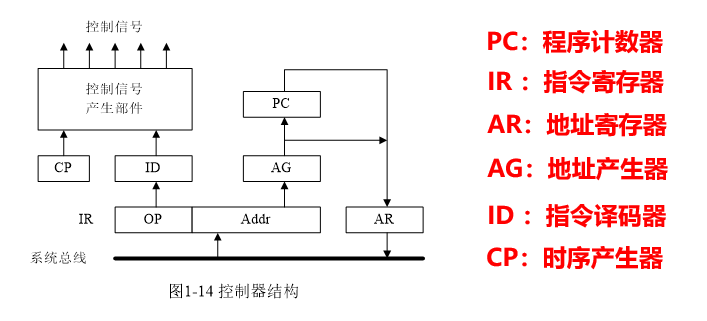 控制信号
控制信号
产生部件
PC
CP
ID
AG
IR
OP
Addr
AR
系统总线
图1-14 控制器结构
PC：程序计数器
IR ：指令寄存器
AR：地址寄存器
AG：地址产生器
ID ：指令译码器
CP：时序产生器